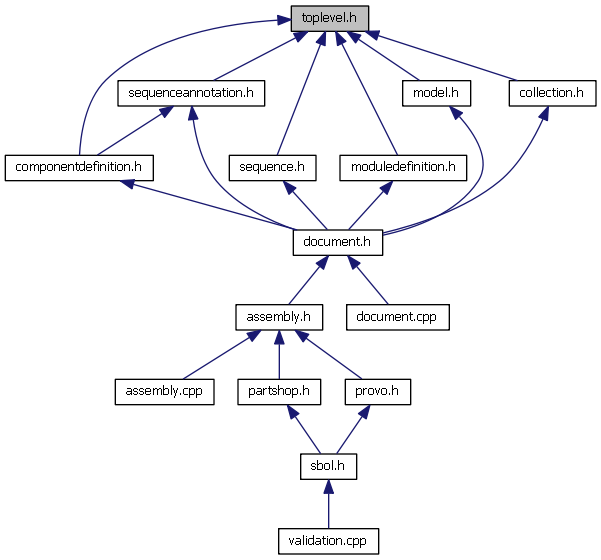 toplevel.h
sequenceannotation.h
model.h
collection.h
componentdefinition.h
sequence.h
moduledefinition.h
document.h
assembly.h
document.cpp
assembly.cpp
partshop.h
provo.h
sbol.h
validation.cpp